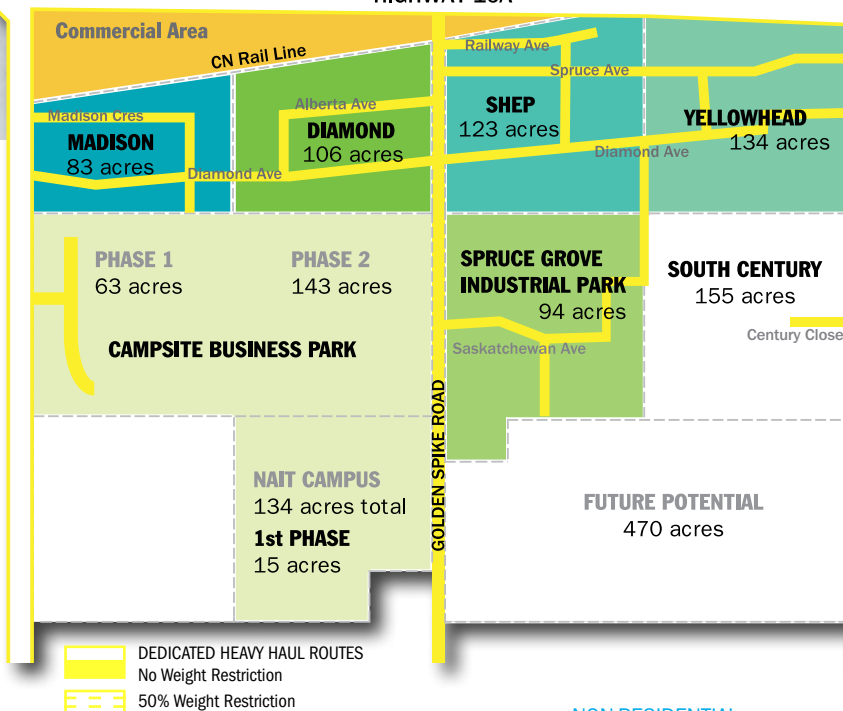 HIGHWAY 16A
Commercial Area
CN Rail Line
Railway Ave
Spruce Ave
Madison Cres
Alberta Ave
MADISON
83 acres
DIAMOND
106 acres
SHEP
123 acres
YELLOWHEAD
134 acres
Diamond Ave
Diamond Ave
PHASE 1
63 acres
PHASE 2
143 acres
CAMPSITE BUSINESS PARK
SPRUCE GROVE
INDUSTRIAL PARK
94 acres
SOUTH CENTURY
155 acres
Century Close
Saskatchewan Ave
GOLDEN SPIKE ROAD
NAIT CAMPUS
134 acres total
1st PHASE
15 acres
FUTURE POTENTIAL
470 acres
DEDICATED HEAVY HAUL ROUTES
No Weight Restriction
50% Weight Restriction
NON RESIDENTIAL